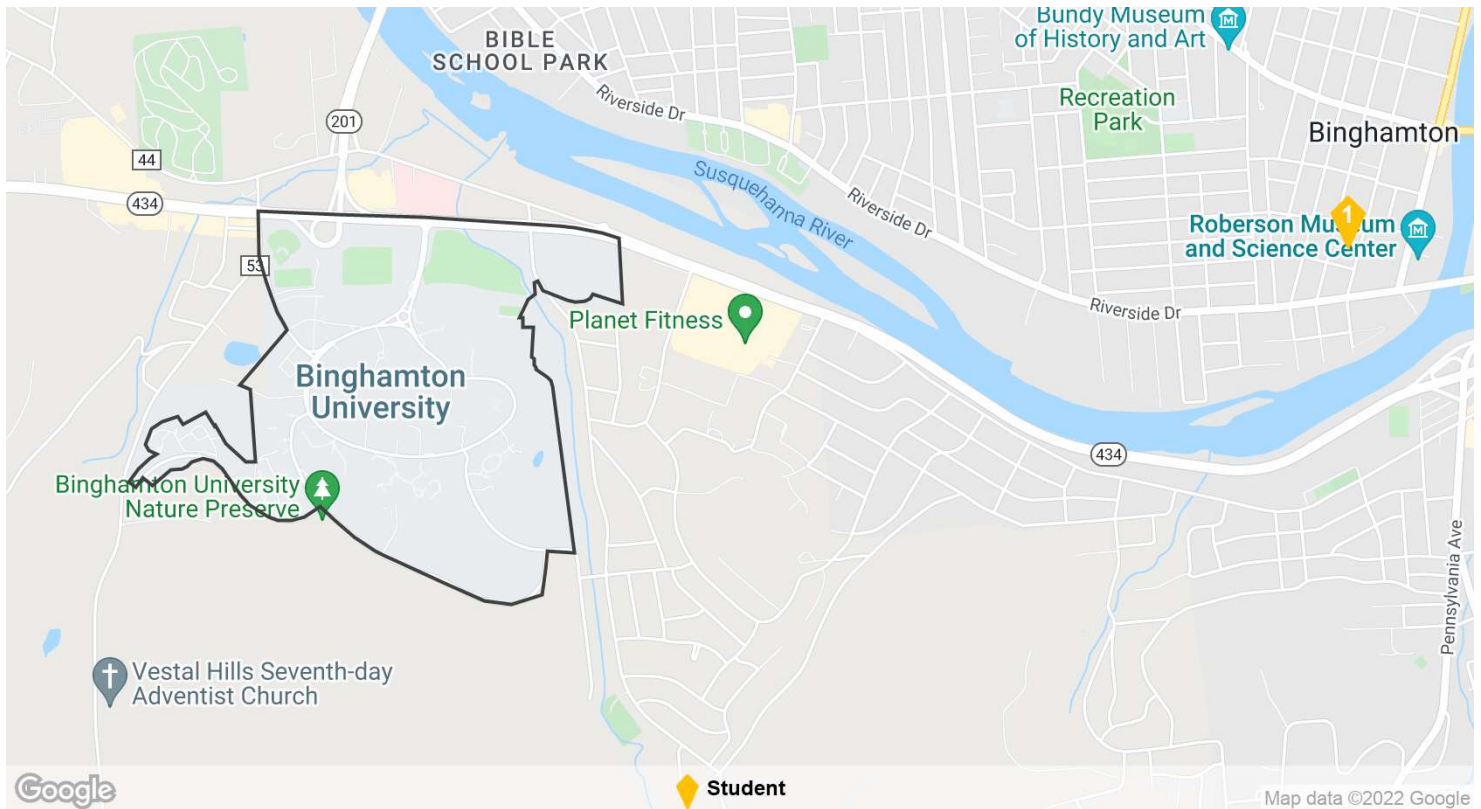 Bundy Museum
of History and Art
BIBLE
SCHOOL PARK
Riverside Dr
Recreation
Park
201
Binghamton
44
Susquehanna River
434
Riverside Dr
1
Roberson Museum
and Science Center
53
Riverside Dr
Planet Fitness
Binghamton
University
434
Binghamton University
Nature Preserve
Pennsylvania Ave
Vestal Hills Seventh-day
Adventist Church
Google
Student
Map data ©2022 Google